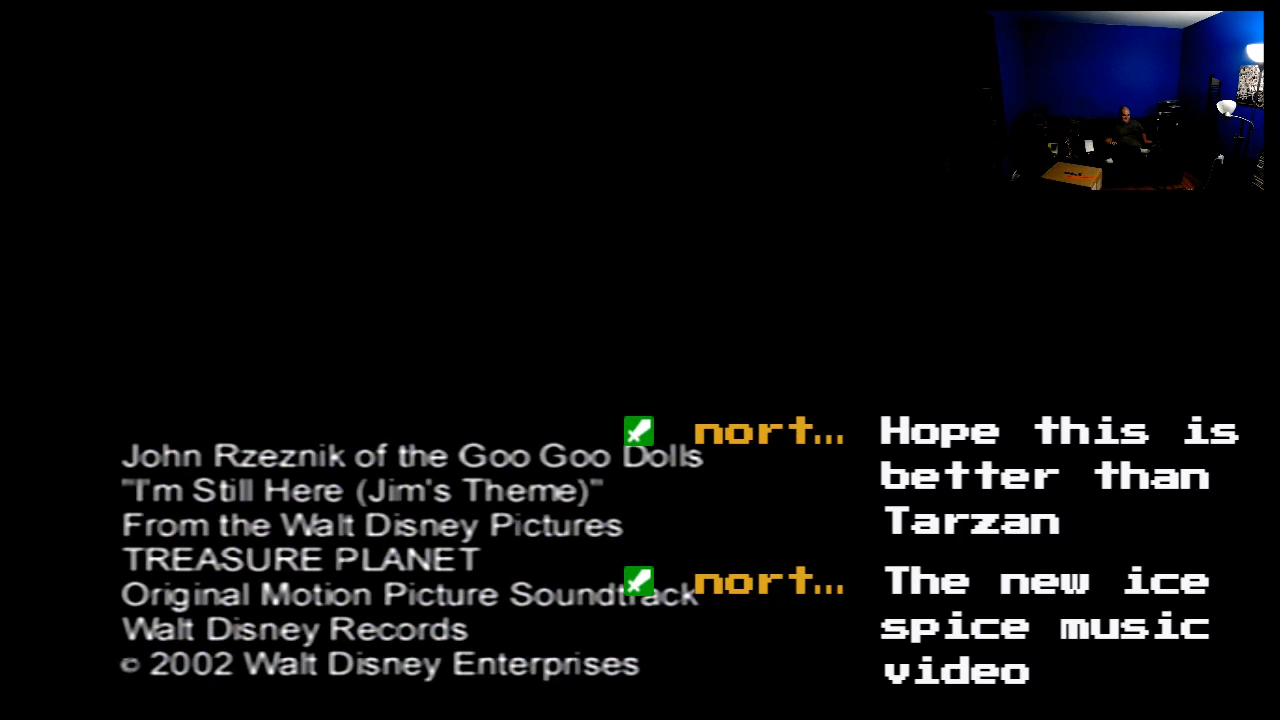 John Rzeznik of the Goo Goo Dolls
"I'm Still Here (Jim's Theme)"
From the Walt Disney Pictures
TREASURE PLANET
Original Motion Picture Soundtrack
Walt Disney Records
© 2002 Walt Disney Enterprises
nort... Hope this is
better than
Tarzan
nort... The new ice
spice music
video